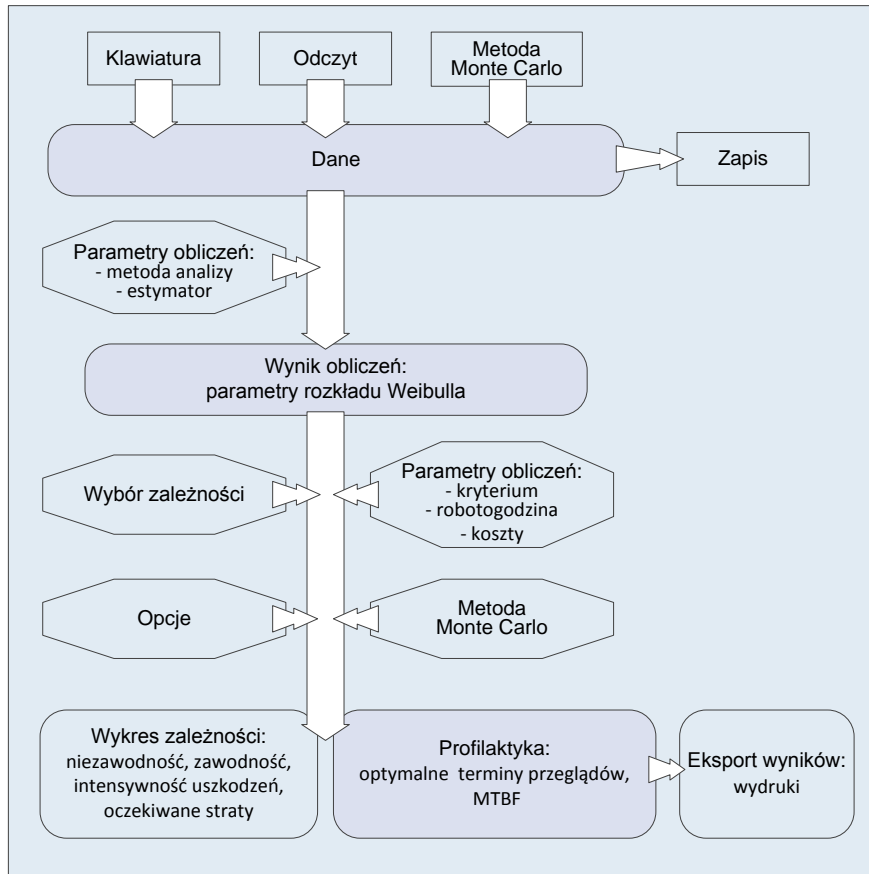 Klawiatura
Odczyt
Metoda
Monte Carlo
Dane
Zapis
Parametry obliczeń:
- metoda analizy
- estymator
Wynik obliczeń:
parametry rozkładu Weibulla
Wybór zależności
Parametry obliczeń:
- kryterium
- robotogodzina
- koszty
Opcje
Metoda
Monte Carlo
Wykres zależności:
niezawodność, zawodność,
intensywność uszkodzeń,
oczekiwane straty
Profilaktyka:
optymalne terminy przeglądów,
MTBF
Eksport wyników:
wydruki